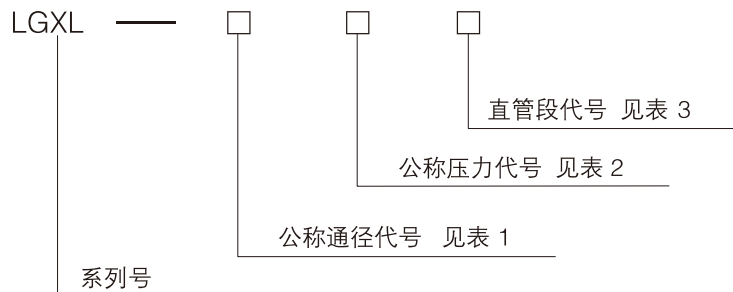 LGXL — □ □ □
直管段代号 见表 3
公称压力代号 见表 2
公称通径代号 见表 1
系列号